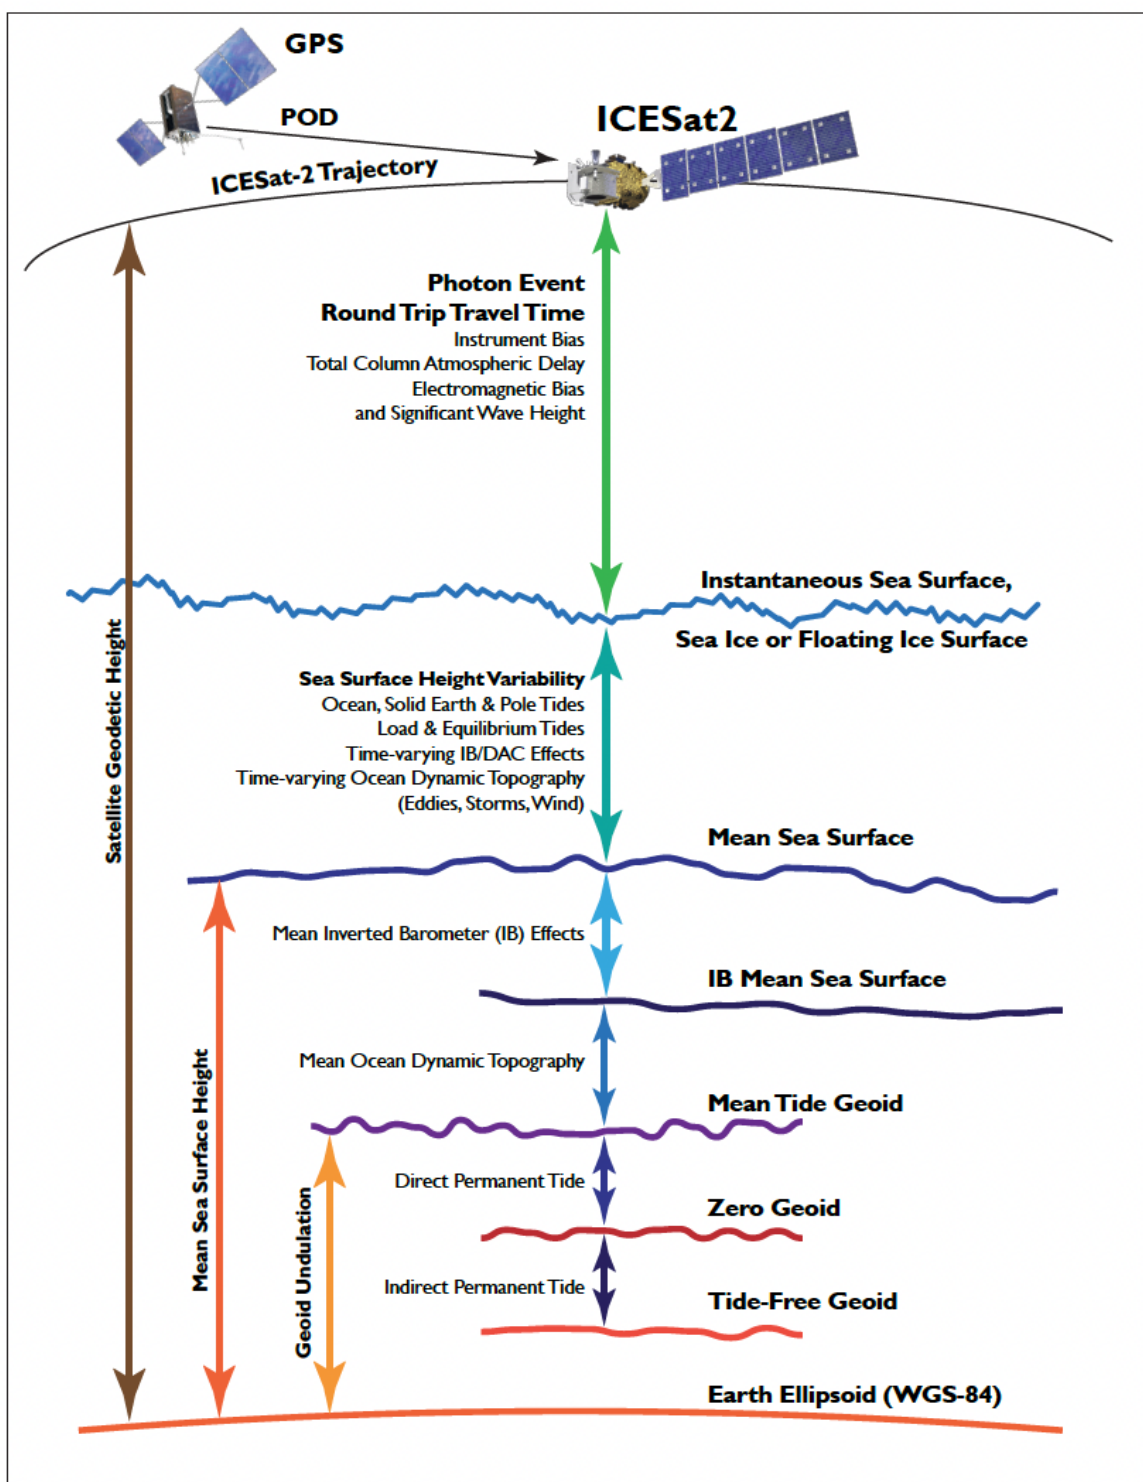 GPS
POD
ICESat2
ICESat-2 Trajectory
Photon Event
Round Trip Travel Time
Instrument Bias
Total Column Atmospheric Delay
Electromagnetic Bias
and Significant Wave Height
Instantaneous Sea Surface,
Sea Ice or Floating Ice Surface
Satellite Geodetic Height
Sea Surface Height Variability
Ocean, Solid Earth & Pole Tides
Load & Equilibrium Tides
Time-varying IB/DAC Effects
Time-varying Ocean Dynamic Topography
(Eddies, Storms, Wind)
Mean Sea Surface
Mean Inverted Barometer (IB) Effects
IB Mean Sea Surface
Mean Sea Surface Height
Mean Ocean Dynamic Topography
Mean Tide Geoid
Direct Permanent Tide
Zero Geoid
Geoid Undulation
Indirect Permanent Tide
Tide-Free Geoid
Earth Ellipsoid (WGS-84)